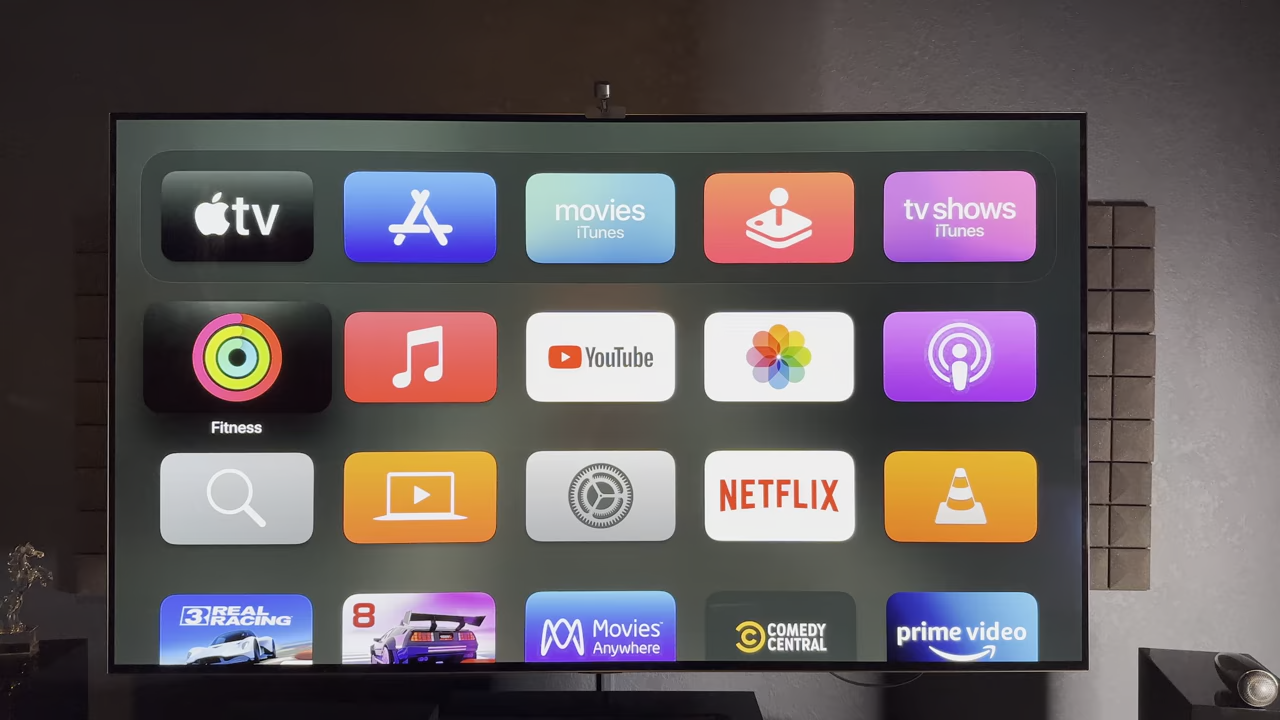 tv
movies
iTunes
tv shows
iTunes
YouTube
Fitness
NETFLIX
3 REAL
RACING
8
Movies
Anywhere
COMEDY
CENTRAL
prime video